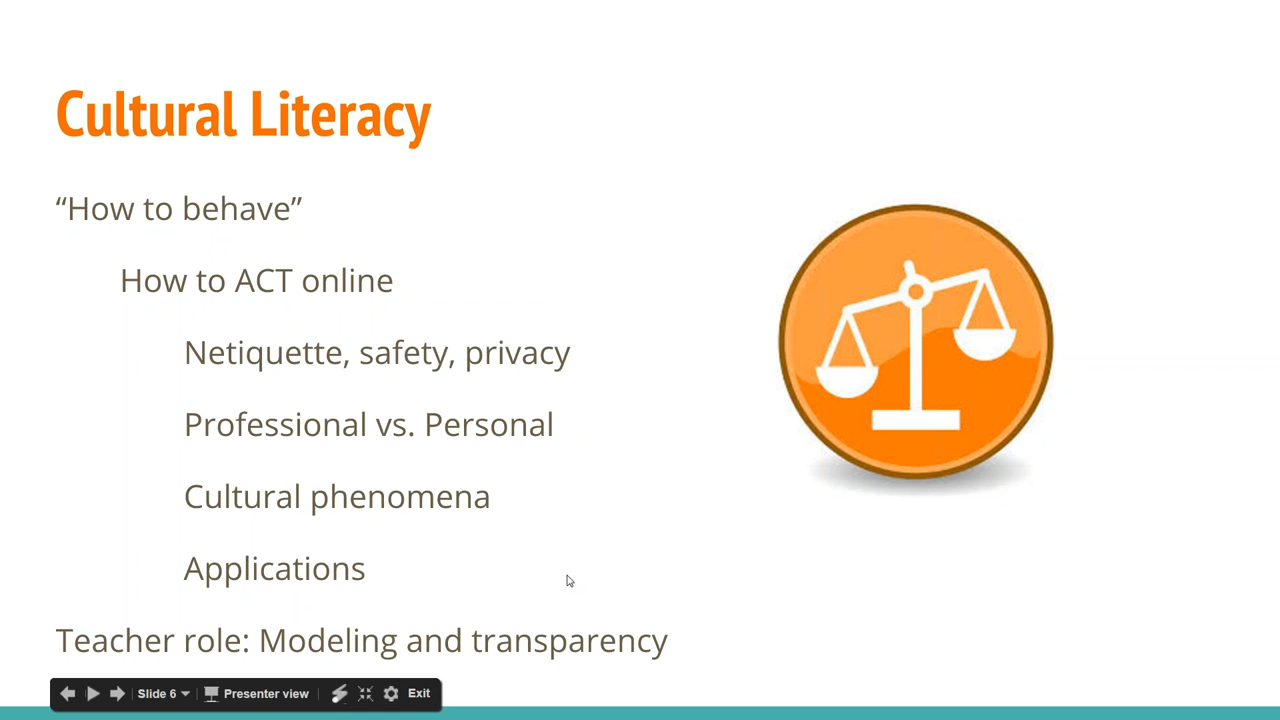 Cultural Literacy
“How to behave”
How to ACT online
Netiquette, safety, privacy
Professional vs. Personal
Cultural phenomena
Applications
Teacher role: Modeling and transparency
Slide 6 Presenter view Exit